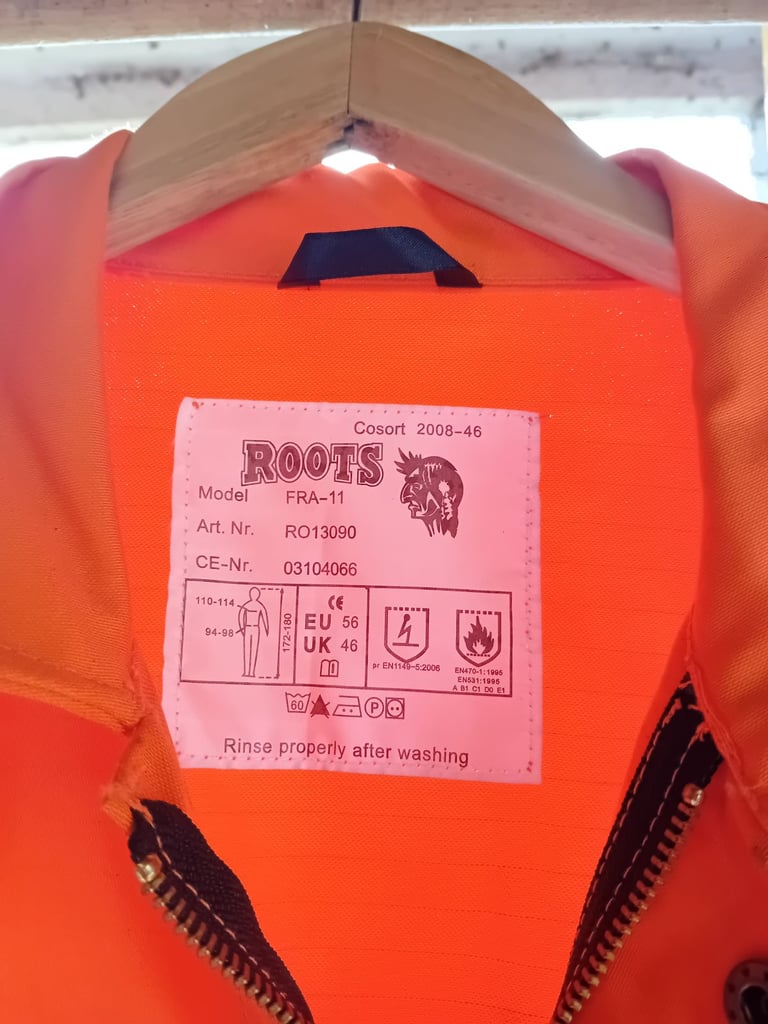 Cosort 2008-46
ROOTS
Model FRA-11
Art. Nr. RO13090
CE-Nr. 03104066
110-114
94-98
172-180
CE
EU 56
UK 46
pr EN1149-5:2006
EN470-1:1995
EN531:1995
A B1 C1 D0 E1
60
P
Rinse properly after washing